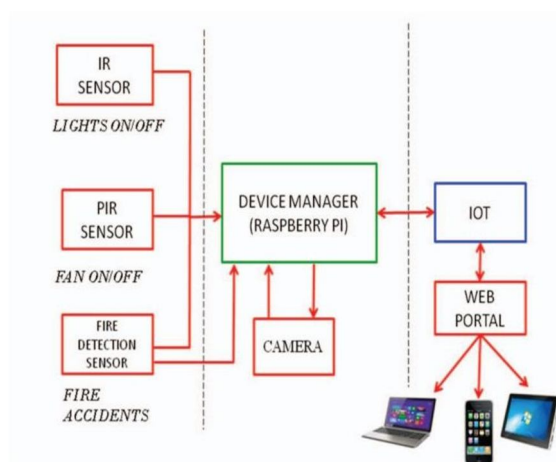 IR
SENSOR
LIGHTS ON/OFF
PIR
SENSOR
FAN ON/OFF
FIRE
DETECTION
SENSOR
FIRE
ACCIDENTS
DEVICE MANAGER
(RASPBERRY PI)
CAMERA
IOT
WEB
PORTAL